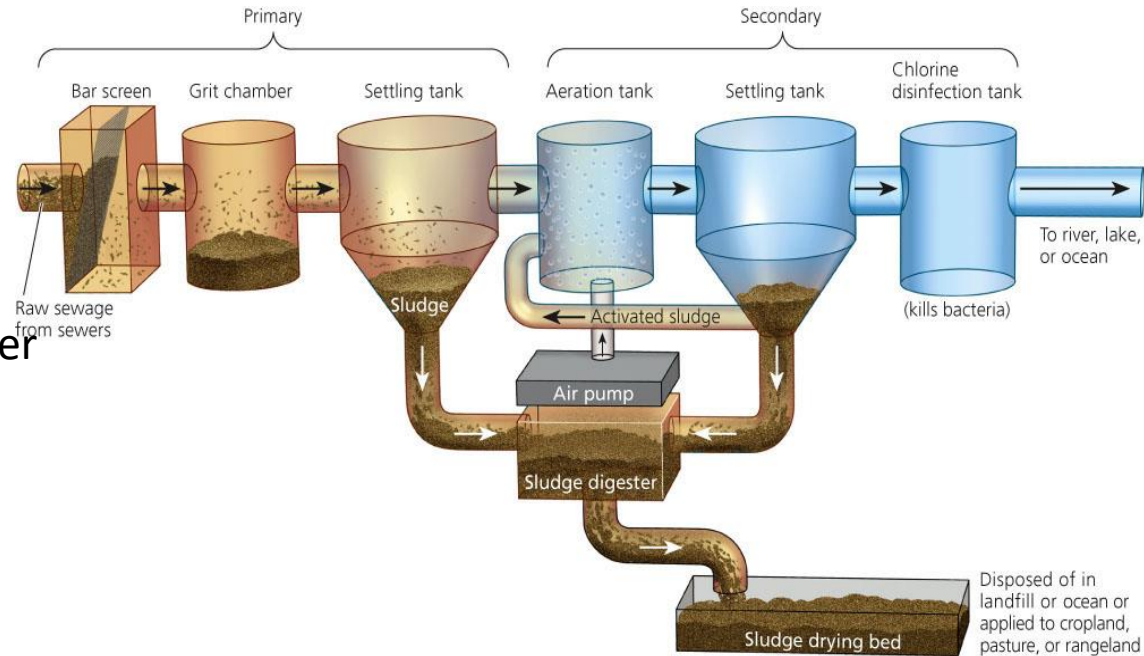 Primary
Secondary
Bar screen
Grit chamber
Settling tank
Aeration tank
Settling tank
Chlorine
disinfection tank
Raw sewage
from sewers
er
Sludge
Activated sludge
Air pump
Sludge digester
To river, lake,
or ocean
(kills bacteria)
Sludge drying bed
Disposed of in
landfill or ocean or
applied to cropland,
pasture, or rangeland